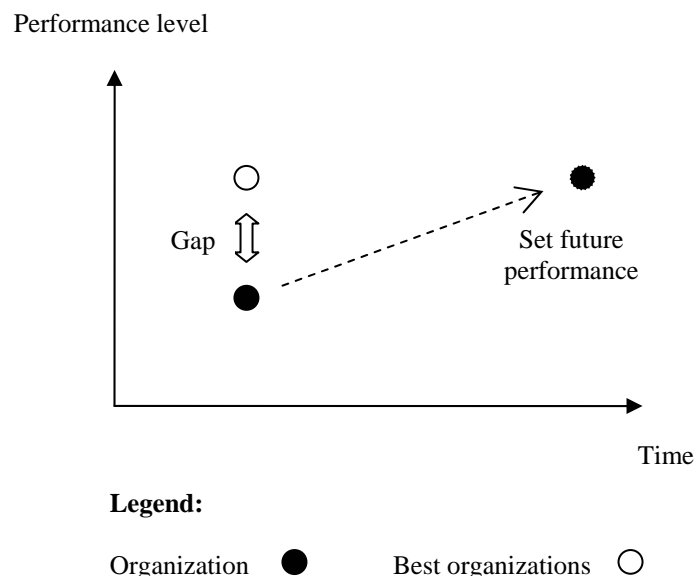 Performance level
Gap
Set future
performance
Time
Legend:
Organization
Best organizations